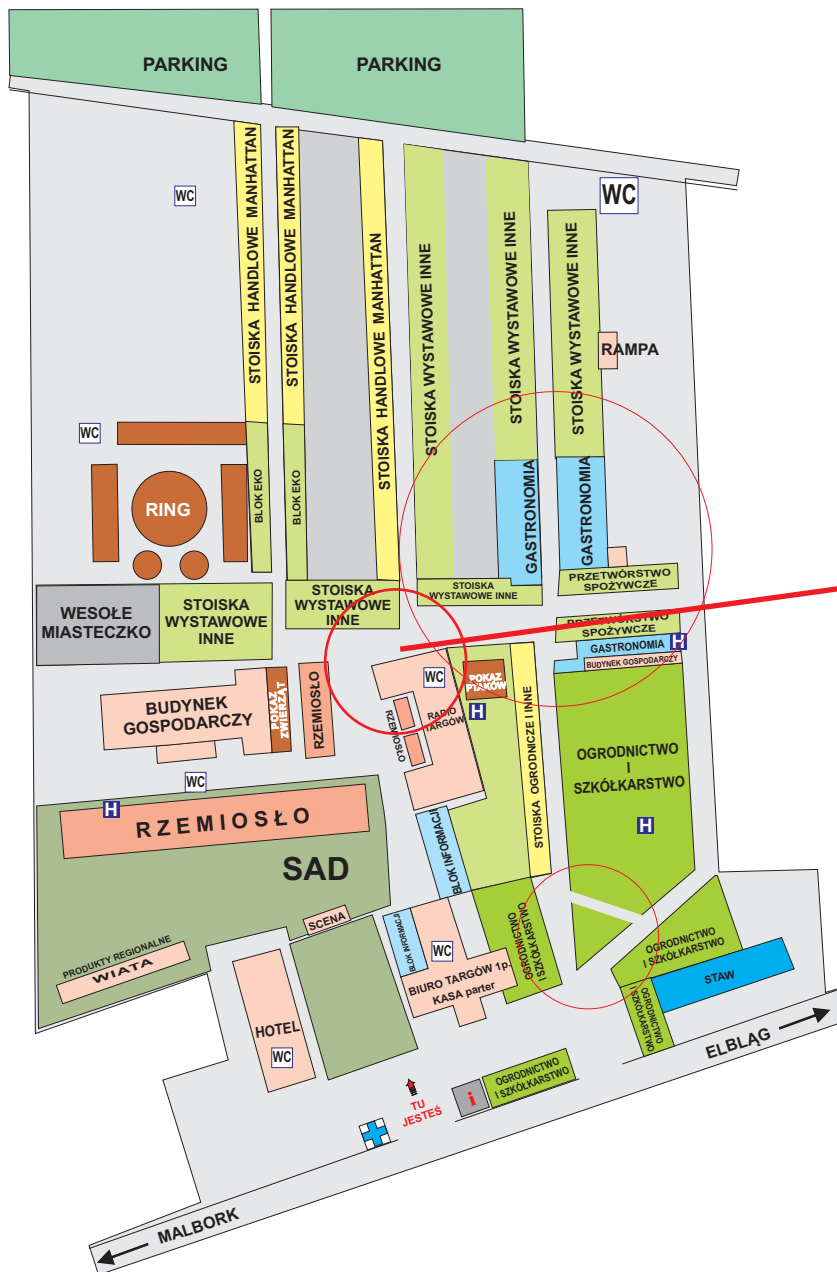 PARKING
PARKING
STOISKA HANDLOWE MANHATTAN
STOISKA HANDLOWE MANHATTAN
STOISKA HANDLOWE MANHATTAN
STOISKA WYSTAWOWE INNE
STOISKA WYSTAWOWE INNE
STOISKA WYSTAWOWE INNE
WC
WC
RAMPA
WC
RING
BLOK EKO
BLOK EKO
GASTRONOMIA
GASTRONOMIA
PRZETWÓRSTWO
SPOŻYWCZE
WESOŁE
MIASTECZKO
STOISKA
WYSTAWOWE
INNE
STOISKA
WYSTAWOWE
INNE
STOISKA
WYSTAWOWE INNE
PRZETWÓRSTWO
SPOŻYWCZE
GASTRONOMIA
H
BUDYNEK GOSPODARCZY
BUDYNEK
GOSPODARCZY
POKAZ
ZWIERZĄT
RZEMIOSŁO
WC
POKAZ
PTAKÓW
H
RADIO
TARGÓW
RZEMIOSŁO
STOISKA OGRODNICZE I INNE
OGRODNICTWO
I
SZKÓŁKARSTWO
H
WC
H
RZEMIOSŁO
SAD
BLOK INFORMACJI
SCENA
BLOK INFORMACJI
WC
BIURO TARGÓW 1p.
KASA parter
OGRODNICTWO
I SZKÓŁKARSTWO
OGRODNICTWO
I SZKÓŁKARSTWO
STAW
OGRODNICTWO
I SZKÓŁKARSTWO
PRODUKTY REGIONALNE
WIATA
HOTEL
WC
TU
JESTEŚ
i
OGRODNICTWO
I SZKÓŁKARSTWO
ELBLĄG
MALBORK